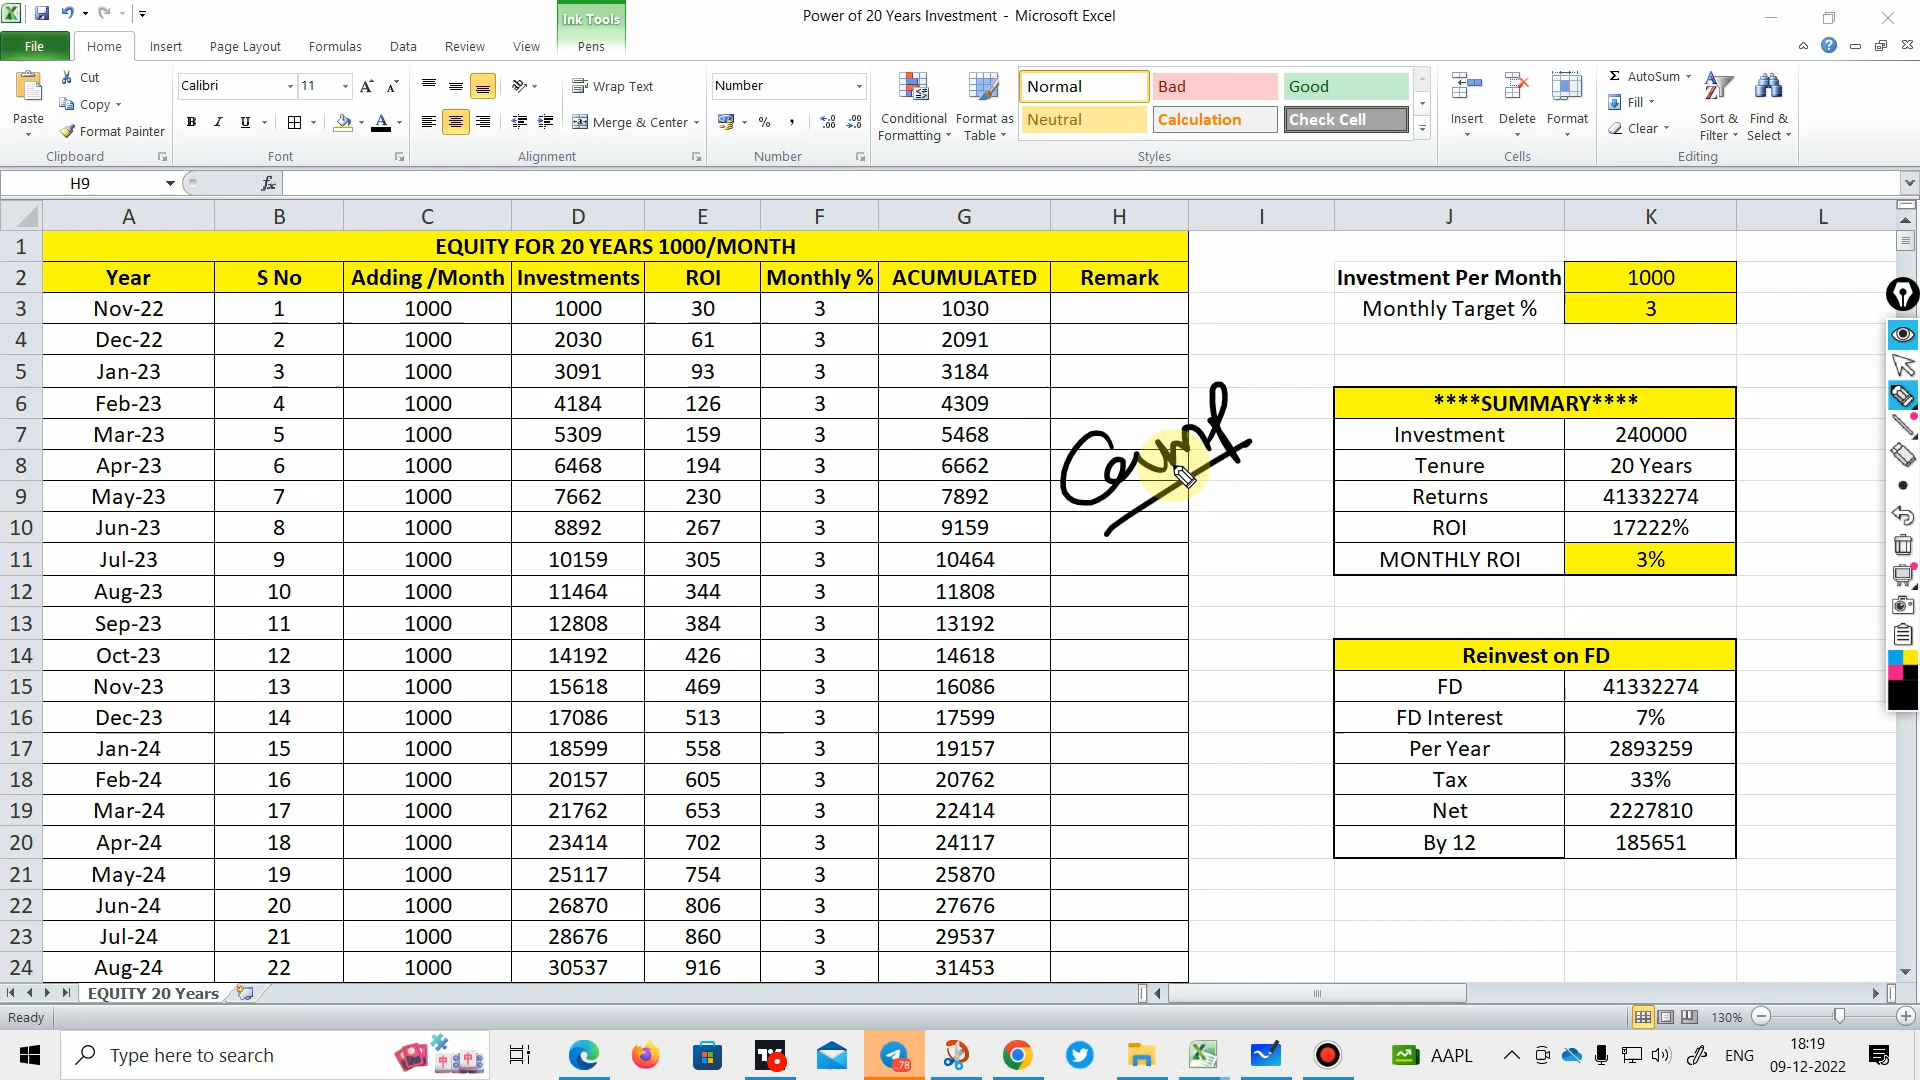 Power of 20 Years Investment - Microsoft Excel
Ink Tools
File Home Insert Page Layout Formulas Data Review View Pens
Paste Cut Copy Format Painter Clipboard
Calibri 11 B I U Font
Wrap Text Merge & Center Alignment
Number % , Number
Conditional Formatting Format as Table
Normal Bad Good
Neutral Calculation Check Cell
Styles
Insert Delete Format Cells
AutoSum Fill Clear Sort & Filter Find & Select Editing
H9 fx
A B C D E F G H I J K L
1 EQUITY FOR 20 YEARS 1000/MONTH
2 Year S No Adding /Month Investments ROI Monthly % ACUMULATED Remark Investment Per Month 1000
3 Nov-22 1 1000 1000 30 3 1030 Monthly Target % 3
4 Dec-22 2 1000 2030 61 3 2091
5 Jan-23 3 1000 3091 93 3 3184
6 Feb-23 4 1000 4184 126 3 4309 ****SUMMARY****
7 Mar-23 5 1000 5309 159 3 5468 Investment 240000
8 Apr-23 6 1000 6468 194 3 6662 Tenure 20 Years
9 May-23 7 1000 7662 230 3 7892 Returns 41332274
10 Jun-23 8 1000 8892 267 3 9159 ROI 17222%
11 Jul-23 9 1000 10159 305 3 10464 MONTHLY ROI 3%
12 Aug-23 10 1000 11464 344 3 11808
13 Sep-23 11 1000 12808 384 3 13192
14 Oct-23 12 1000 14192 426 3 14618 Reinvest on FD
15 Nov-23 13 1000 15618 469 3 16086 FD 41332274
16 Dec-23 14 1000 17086 513 3 17599 FD Interest 7%
17 Jan-24 15 1000 18599 558 3 19157 Per Year 2893259
18 Feb-24 16 1000 20157 605 3 20762 Tax 33%
19 Mar-24 17 1000 21762 653 3 22414 Net 2227810
20 Apr-24 18 1000 23414 702 3 24117 By 12 185651
21 May-24 19 1000 25117 754 3 25870
22 Jun-24 20 1000 26870 806 3 27676
23 Jul-24 21 1000 28676 860 3 29537
24 Aug-24 22 1000 30537 916 3 31453
EQUITY 20 Years
Ready 130%
Type here to search AAPL ENG 18:19
09-12-2022